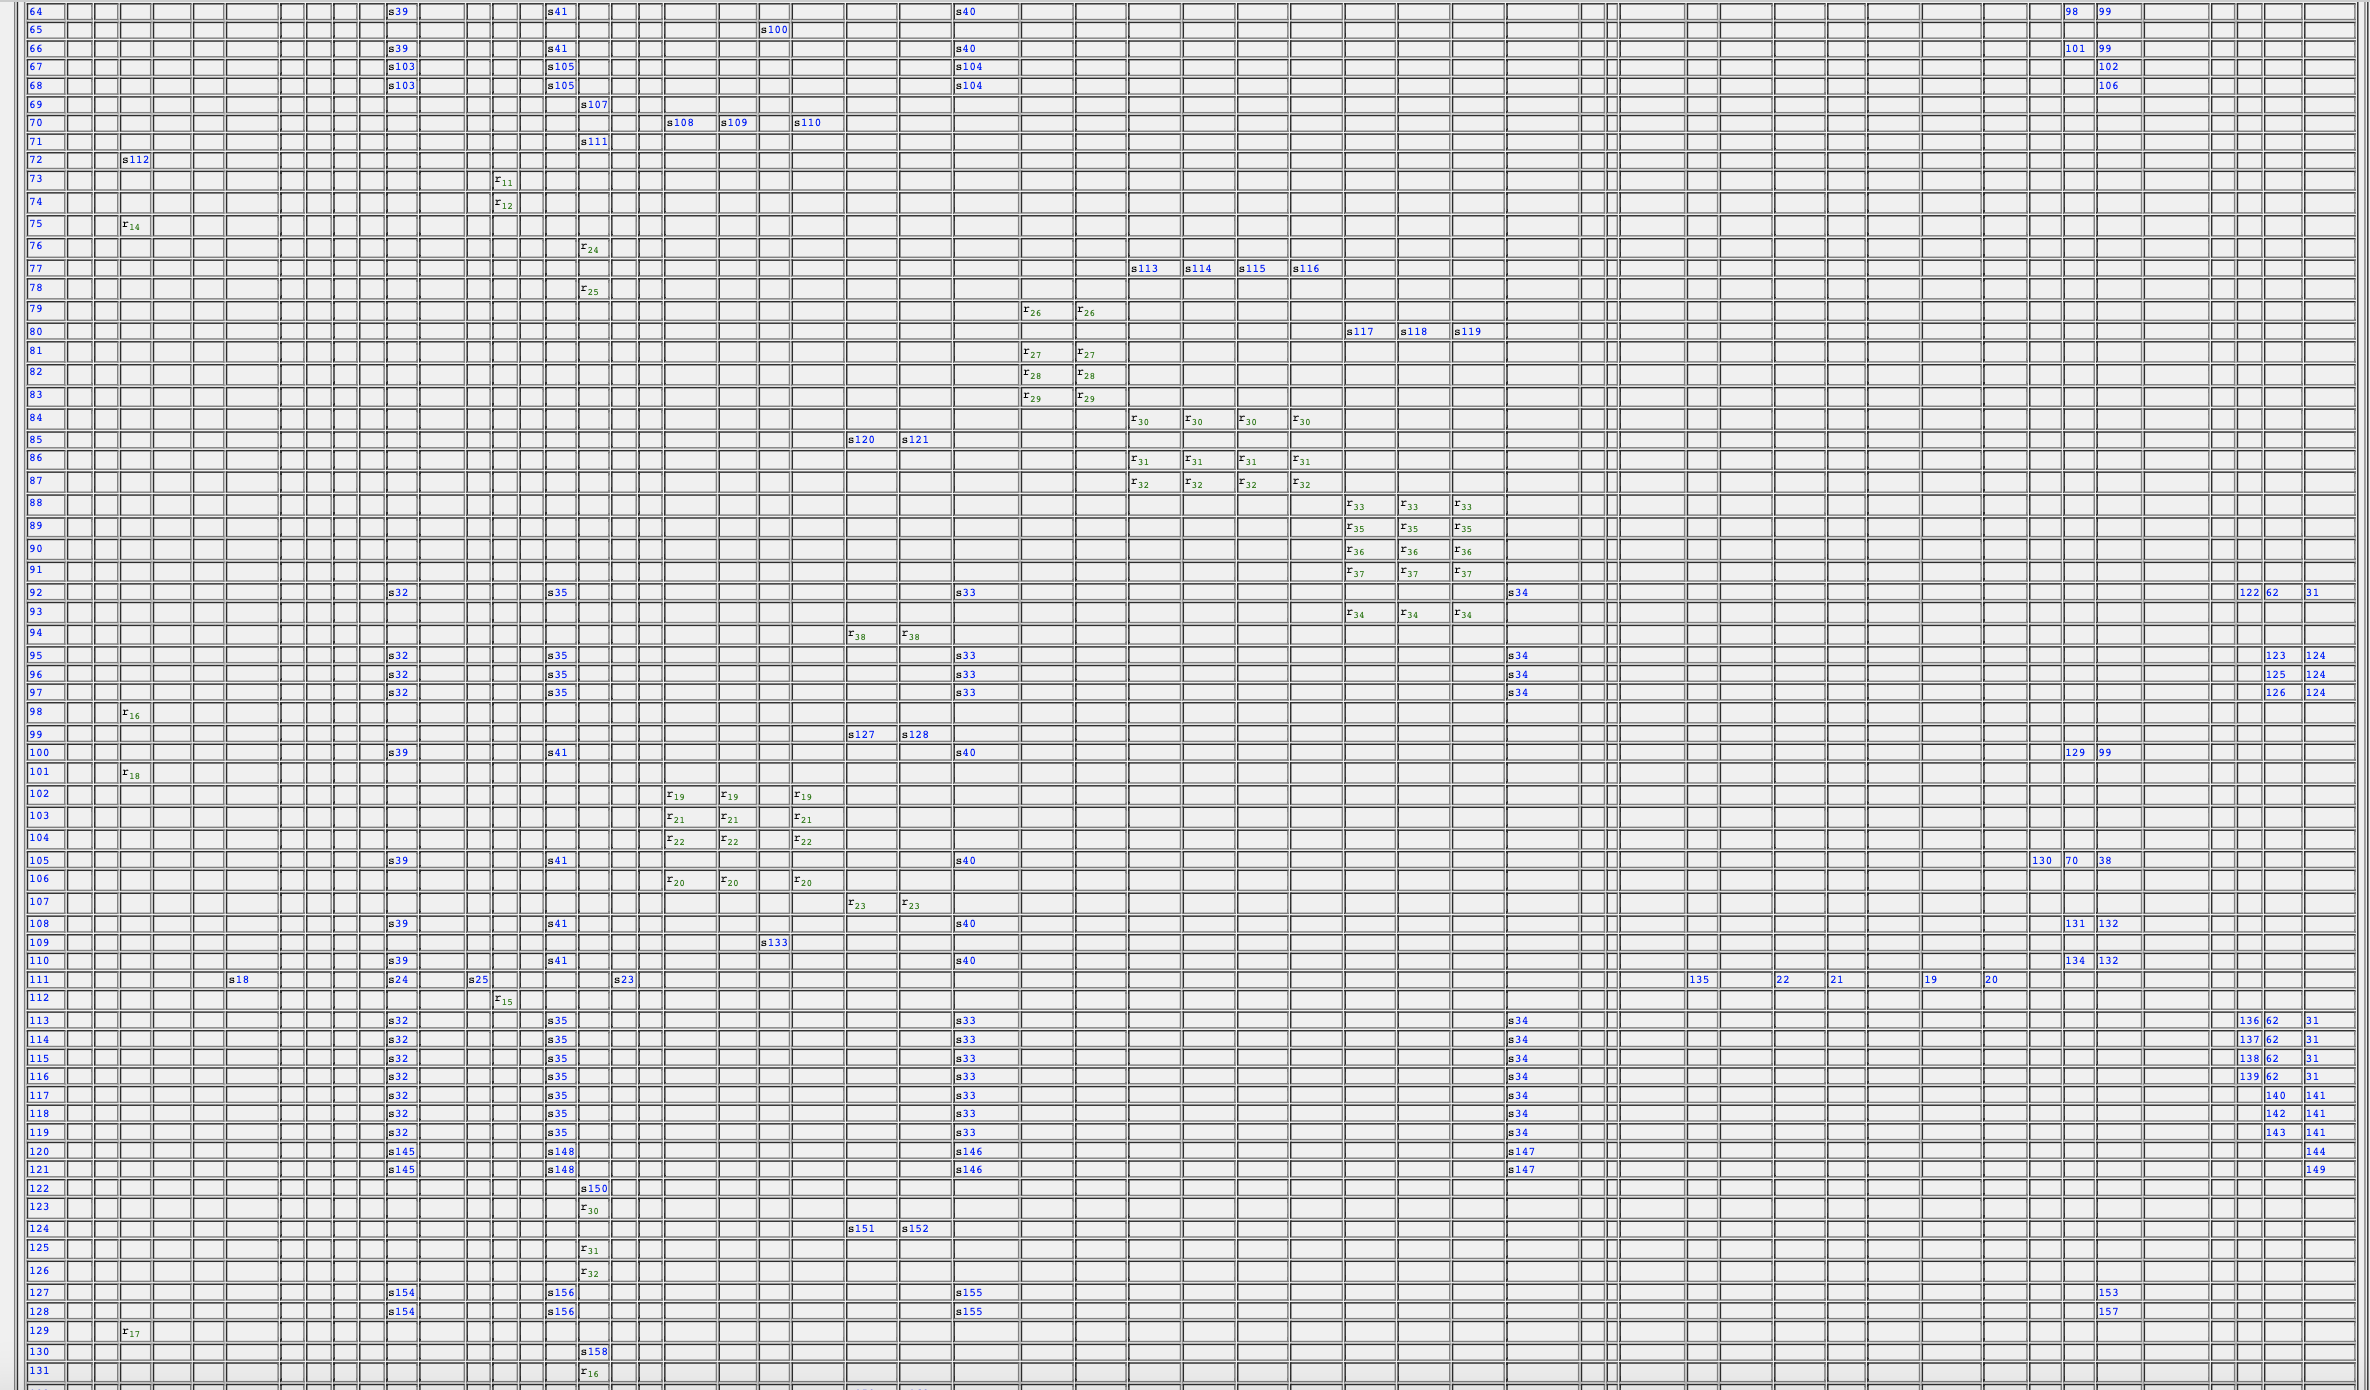 64 s39 s41 s40 98 99
65 s100
66 s39 s41 s40 101 99
67 s103 s105 s104 102
68 s103 s105 s104 106
69 s107
70 s108 s109 s110
71 s111
72 s112
73 r11
74 r12
75 r14
76 r24
77 s113 s114 s115 s116
78 r25
79 r26 r26
80 s117 s118 s119
81 r27 r27
82 r28 r28
83 r29 r29
84 r30 r30 r30 r30
85 s120 s121
86 r31 r31 r31 r31
87 r32 r32 r32 r32
88 r33 r33 r33
89 r35 r35 r35
90 r36 r36 r36
91 r37 r37 r37
92 s32 s35 s33 s34 122 62 31
93 r34 r34 r34
94 r38 r38
95 s32 s35 s33 s34 123 124
96 s32 s35 s33 s34 125 124
97 s32 s35 s33 s34 126 124
98 r16
99 s127 s128
100 s39 s41 s40 129 99
101 r18
102 r19 r19 r19
103 r21 r21 r21
104 r22 r22 r22
105 s39 s41 s40 130 70 38
106 r20 r20 r20
107 r23 r23
108 s39 s41 s40 131 132
109 s133
110 s39 s41 s40 134 132
111 s18 s24 s25 s23 135 22 21 19 20
112 r15
113 s32 s35 s33 s34 136 62 31
114 s32 s35 s33 s34 137 62 31
115 s32 s35 s33 s34 138 62 31
116 s32 s35 s33 s34 139 62 31
117 s32 s35 s33 s34 140 141
118 s32 s35 s33 s34 142 141
119 s32 s35 s33 s34 143 141
120 s145 s148 s146 s147 144
121 s145 s148 s146 s147 149
122 s150
123 r30
124 s151 s152
125 r31
126 r32
127 s154 s156 s155 153
128 s154 s156 s155 157
129 r17
130 s158
131 r16